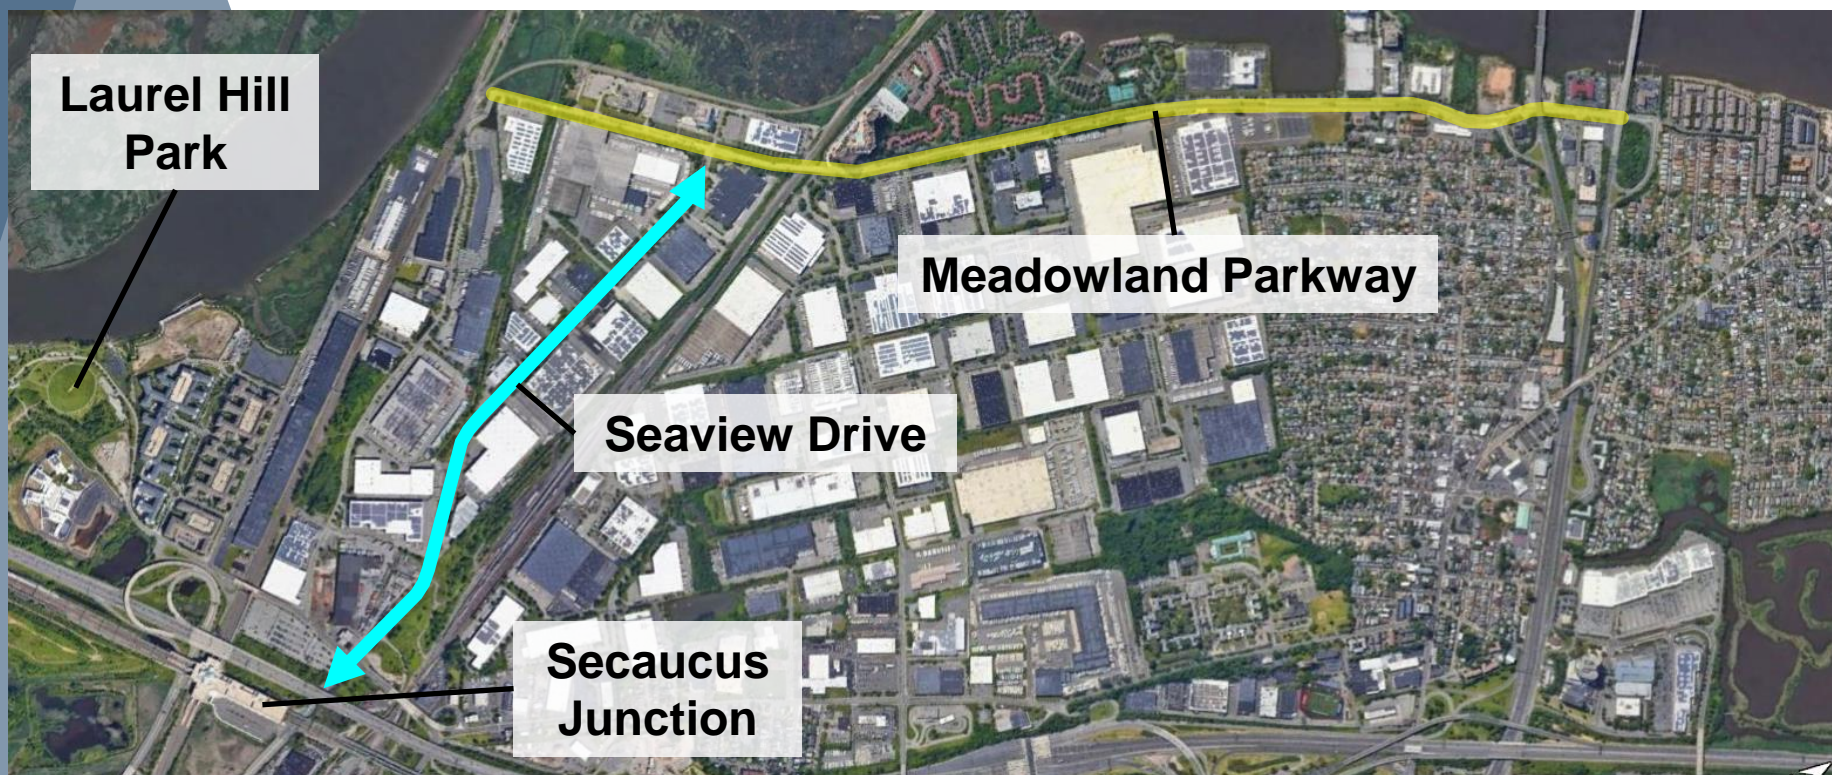 Laurel Hill
Park
Meadowland Parkway
Seaview Drive
Secaucus
Junction